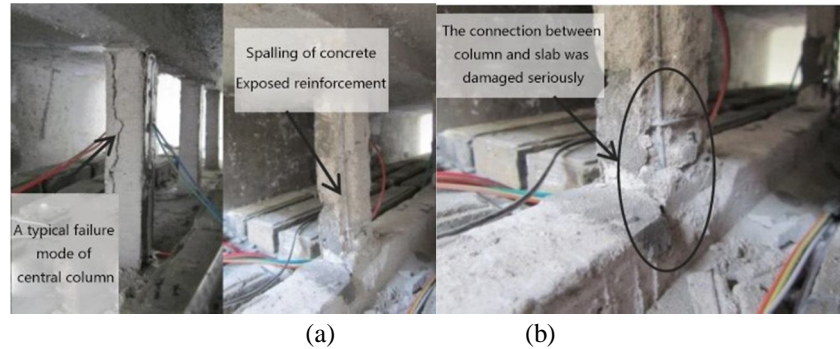 A typical failure
mode of
central column
Spalling of concrete
Exposed reinforcement
The connection between
column and slab was
damaged seriously
(a)
(b)